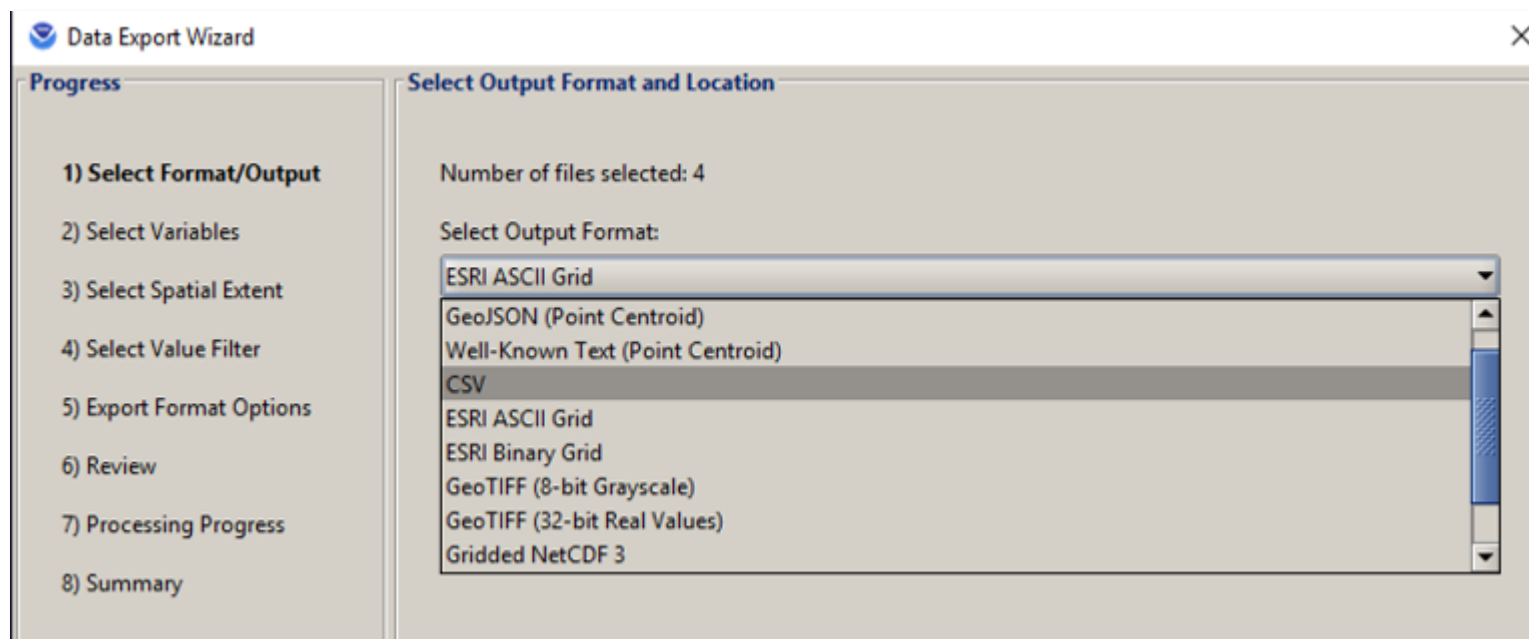 Data Export Wizard
Progress
1) Select Format/Output
2) Select Variables
3) Select Spatial Extent
4) Select Value Filter
5) Export Format Options
6) Review
7) Processing Progress
8) Summary
Select Output Format and Location
Number of files selected: 4
Select Output Format:
ESRI ASCII Grid
GeoJSON (Point Centroid)
Well-Known Text (Point Centroid)
CSV
ESRI ASCII Grid
ESRI Binary Grid
GeoTIFF (8-bit Grayscale)
GeoTIFF (32-bit Real Values)
Gridded NetCDF 3